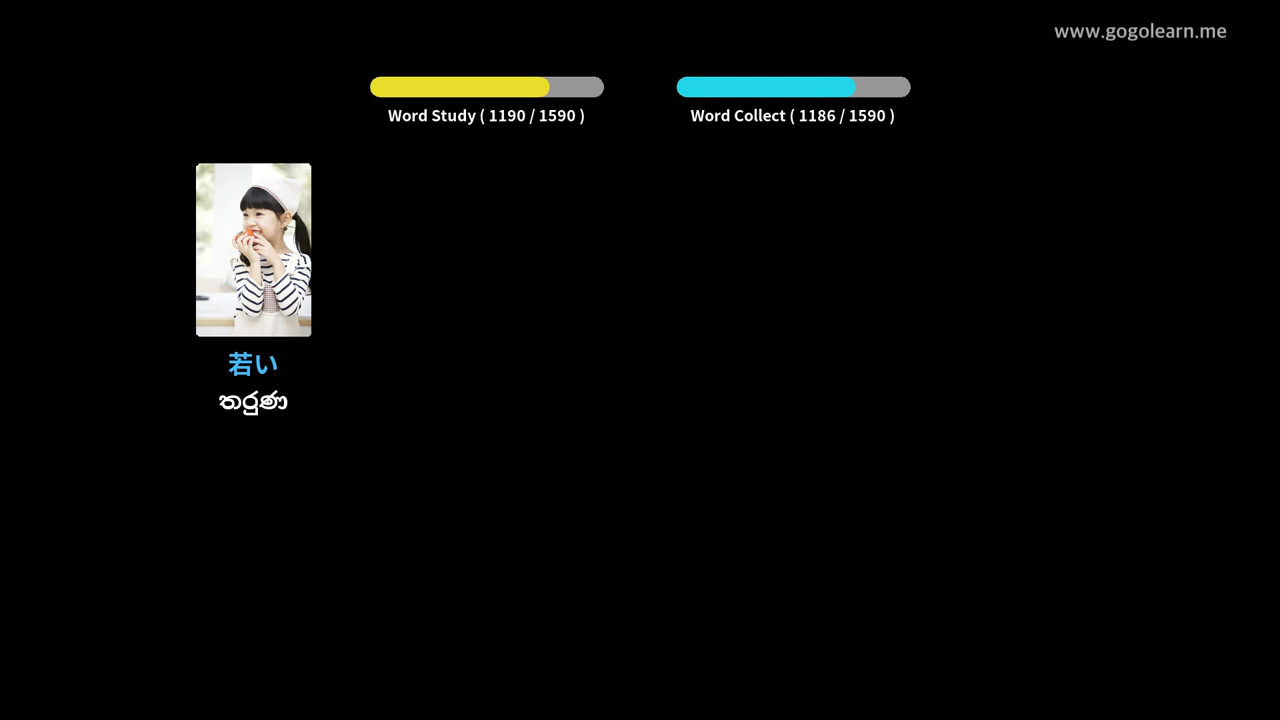 www.gogolearn.me
Word Study ( 1190 / 1590 )
Word Collect ( 1186 / 1590 )
若い
තරුණ